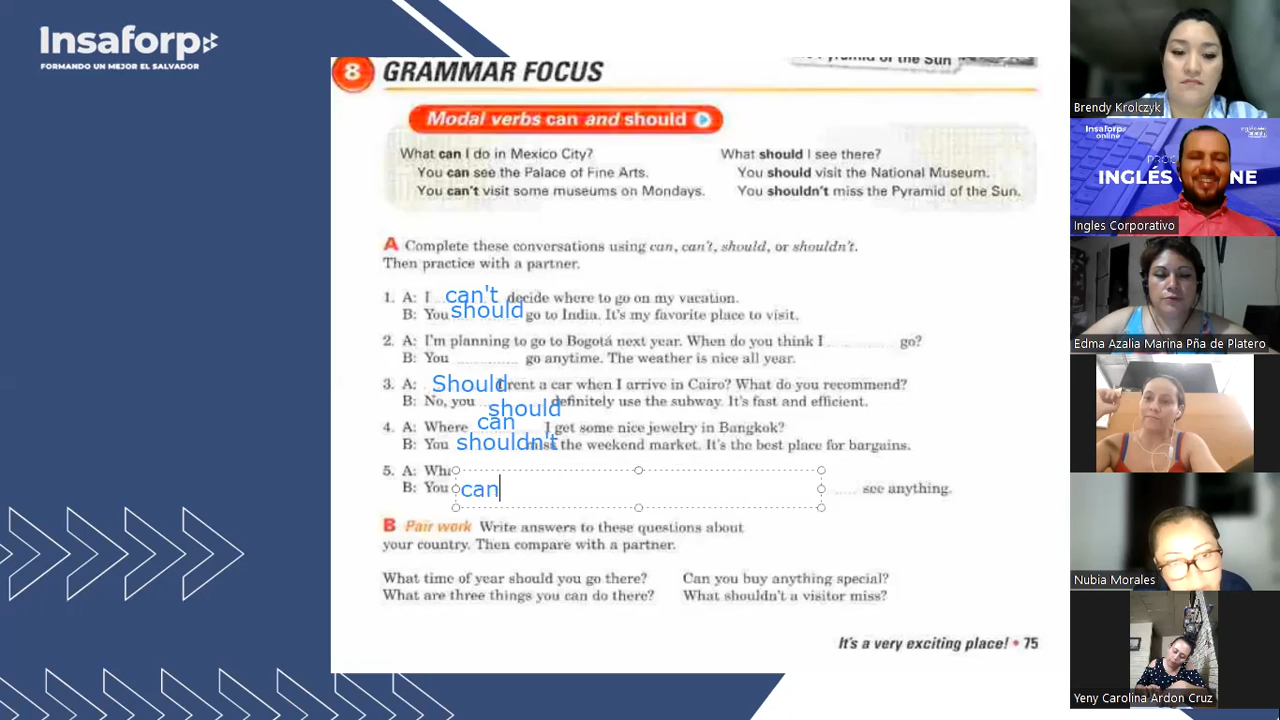 Insaforp
FORMANDO UN MEJOR EL SALVADOR
8 GRAMMAR FOCUS
Pyramid of the Sun
Modal verbs can and should
What can I do in Mexico City?
You can see the Palace of Fine Arts.
You can't visit some museums on Mondays.
What should I see there?
You should visit the National Museum.
You shouldn't miss the Pyramid of the Sun.
A Complete these conversations using can, can't, should, or shouldn't.
Then practice with a partner.
1. A: I can't decide where to go on my vacation.
B: You should go to India. It's my favorite place to visit.
2. A: I'm planning to go to Bogotá next year. When do you think I ............ go?
B: You ............ go anytime. The weather is nice all year.
3. A: Should I rent a car when I arrive in Cairo? What do you recommend?
B: No, you should definitely use the subway. It's fast and efficient.
4. A: Where can I get some nice jewelry in Bangkok?
B: You shouldn't miss the weekend market. It's the best place for bargains.
5. A:
B: You can see anything.
B Pair work Write answers to these questions about
your country. Then compare with a partner.
What time of year should you go there?
What are three things you can do there?
Can you buy anything special?
What shouldn't a visitor miss?
It's a very exciting place! • 75
Brendy Krolczyk
Insaforp online
INGLÉS NE
Ingles Corporativo
Edma Azalia Marina Pña de Platero
Nubia Morales
Yeny Carolina Ardon Cruz